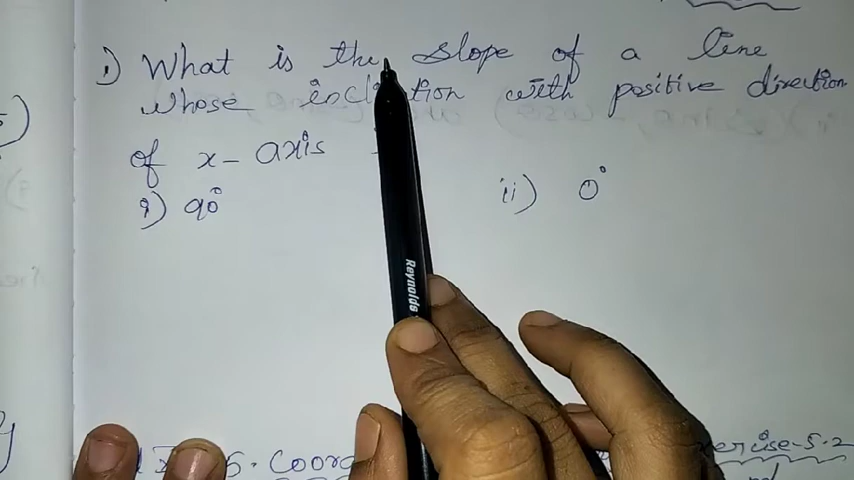 1) What is the slope of a line
whose inclination with positive direction
of x-axis
i) 90° ii) 0°
Reynolds
6. Coord
ercise-5.2